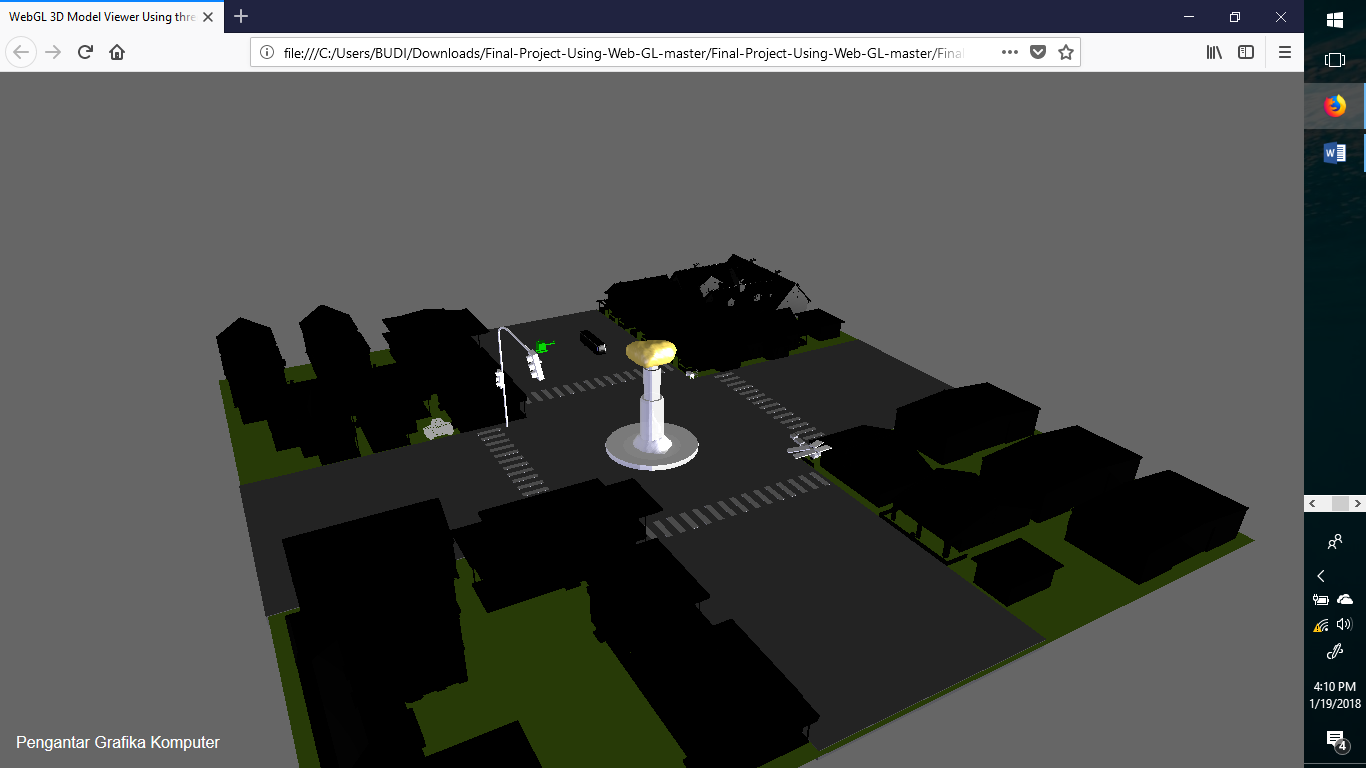 WebGL 3D Model Viewer Using thre
file:///C:/Users/BUDI/Downloads/Final-Project-Using-Web-GL-master/Final-Project-Using-Web-GL-master/Fina
Pengantar Grafika Komputer
4:10 PM
1/19/2018
4